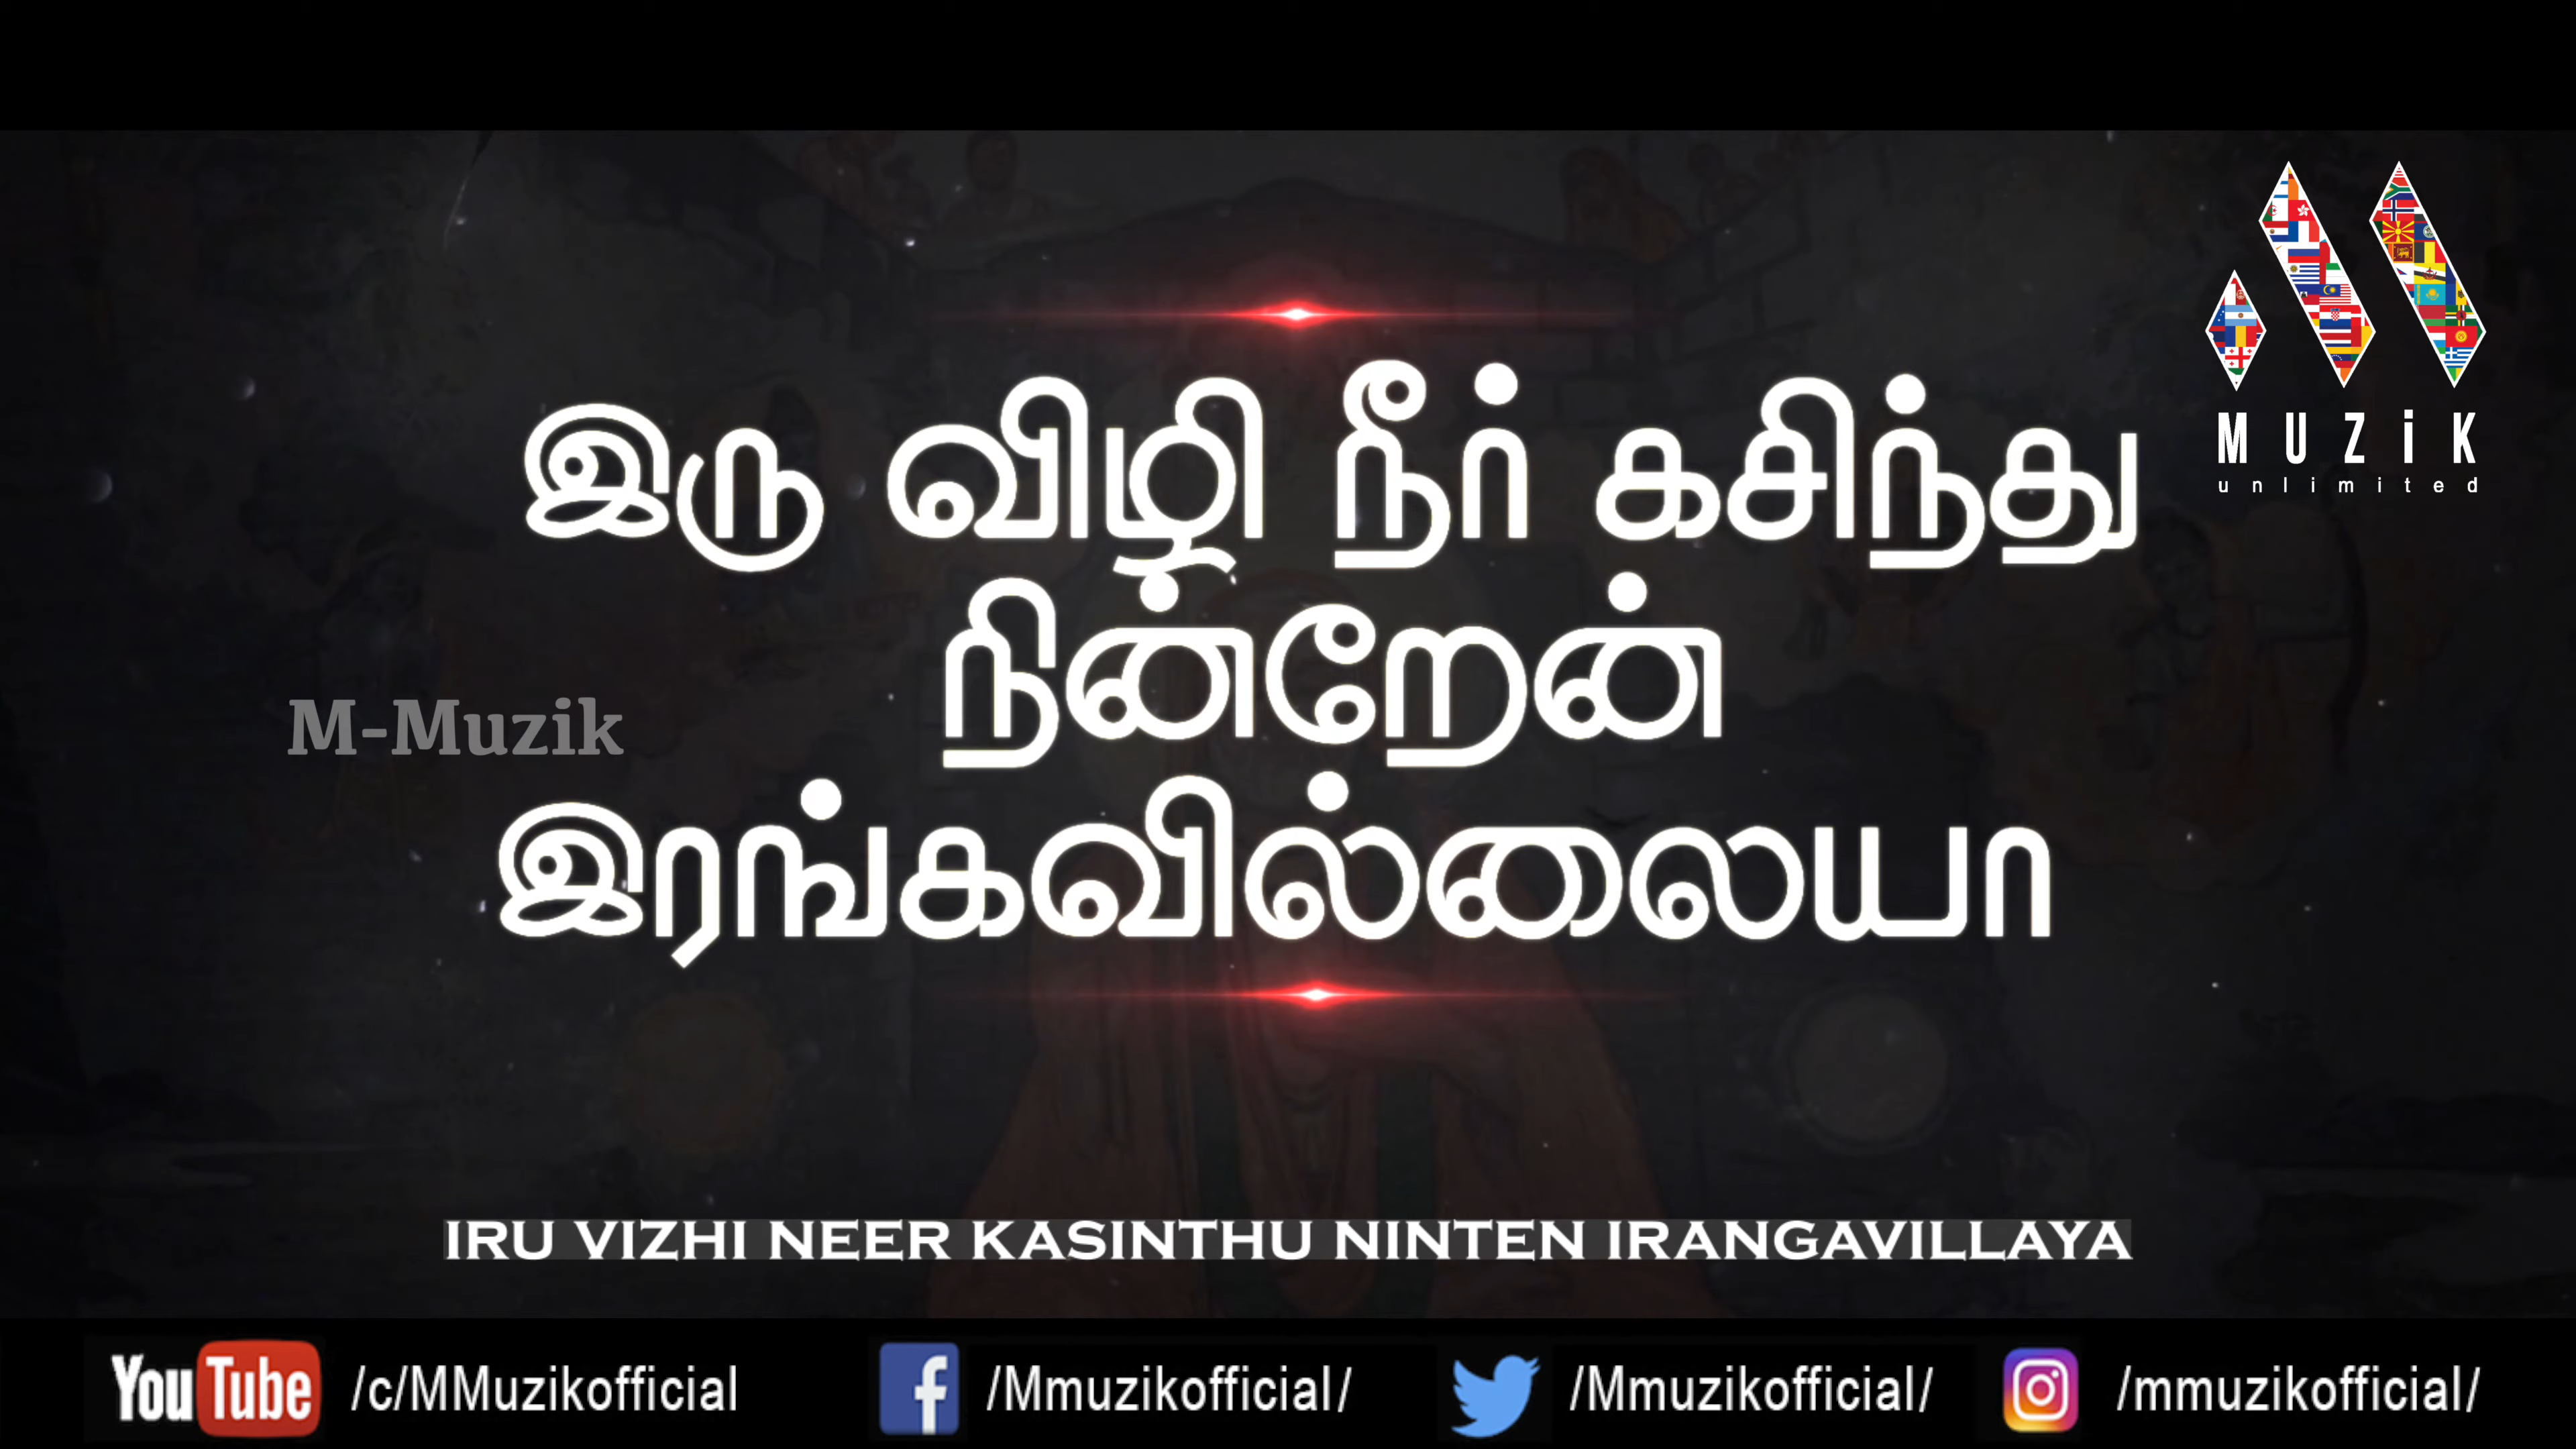 MUZiK
unlimited
இரு விழி நீர் கசிந்து
நின்றேன்
M-Muzik
இரங்கவில்லையா
IRU VIZHI NEER KASINTHU NINTEN IRANGAVILLAYA
YouTube /c/MMuzikofficial f /Mmuzikofficial/ /Mmuzikofficial/ /mmuzikofficial/